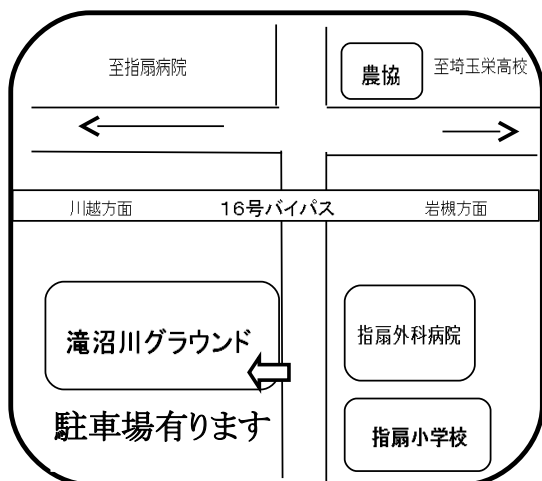 至指扇病院
農協
至埼玉栄高校
川越方面
16号バイパス
岩槻方面
滝沼川グラウンド
指扇外科病院
駐車場有ります
指扇小学校